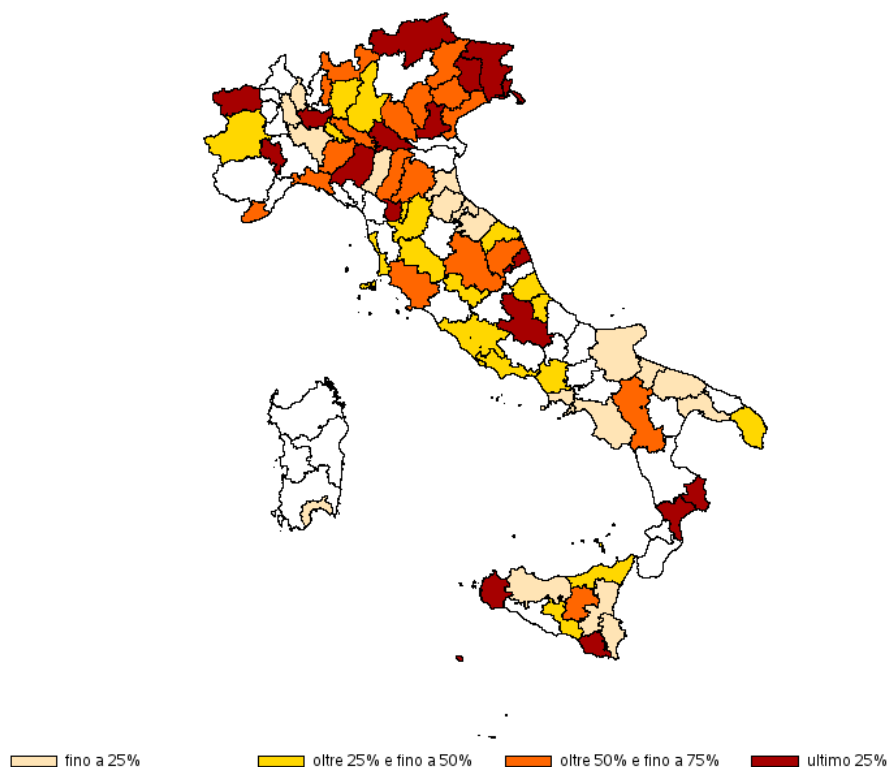 fino a 25%
oltre 25% e fino a 50%
oltre 50% e fino a 75%
ultimo 25%